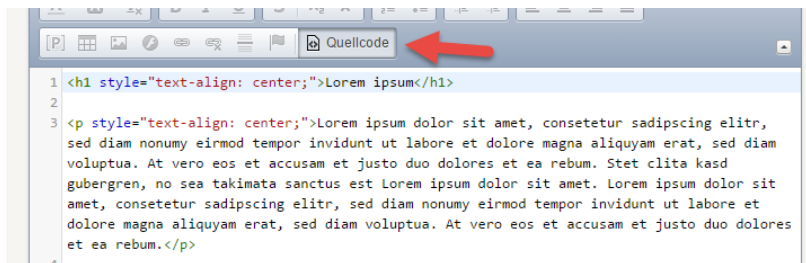 [P] Quellcode
1 <h1 style="text-align: center;">Lorem ipsum</h1>
2
3 <p style="text-align: center;">Lorem ipsum dolor sit amet, consetetur sadipscing elitr,
sed diam nonumy eirmod tempor invidunt ut labore et dolore magna aliquyam erat, sed diam
voluptua. At vero eos et accusam et justo duo dolores et ea rebum. Stet clita kasd
gubergren, no sea takimata sanctus est Lorem ipsum dolor sit amet. Lorem ipsum dolor sit
amet, consetetur sadipscing elitr, sed diam nonumy eirmod tempor invidunt ut labore et
dolore magna aliquyam erat, sed diam voluptua. At vero eos et accusam et justo duo dolores
et ea rebum.</p>